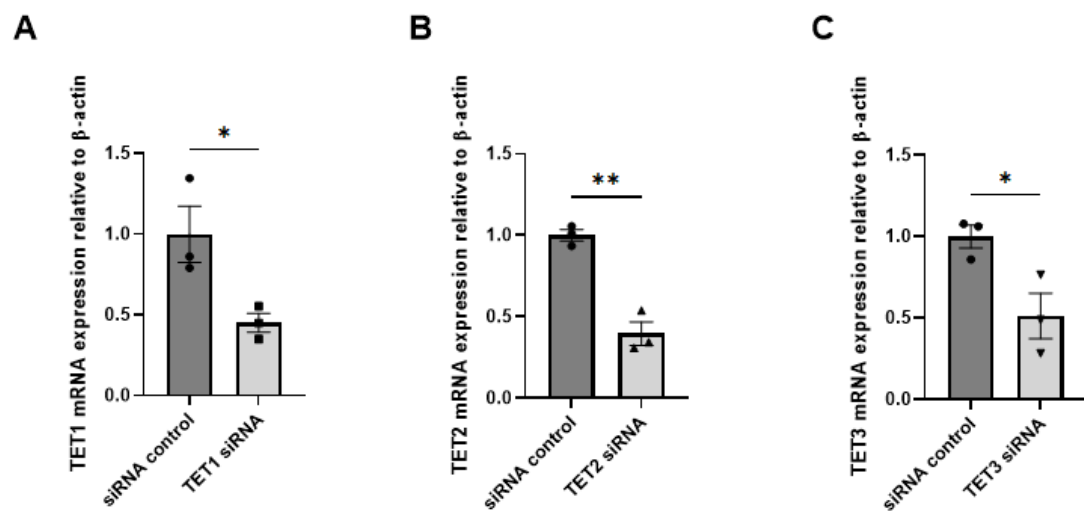 A
TET1 mRNA expression relative to β-actin
1.5
1.0
0.5
0.0
*
siRNA control
TET1 siRNA
B
TET2 mRNA expression relative to β-actin
1.5
1.0
0.5
0.0
**
siRNA control
TET2 siRNA
C
TET3 mRNA expression relative to β-actin
1.5
1.0
0.5
0.0
*
siRNA control
TET3 siRNA